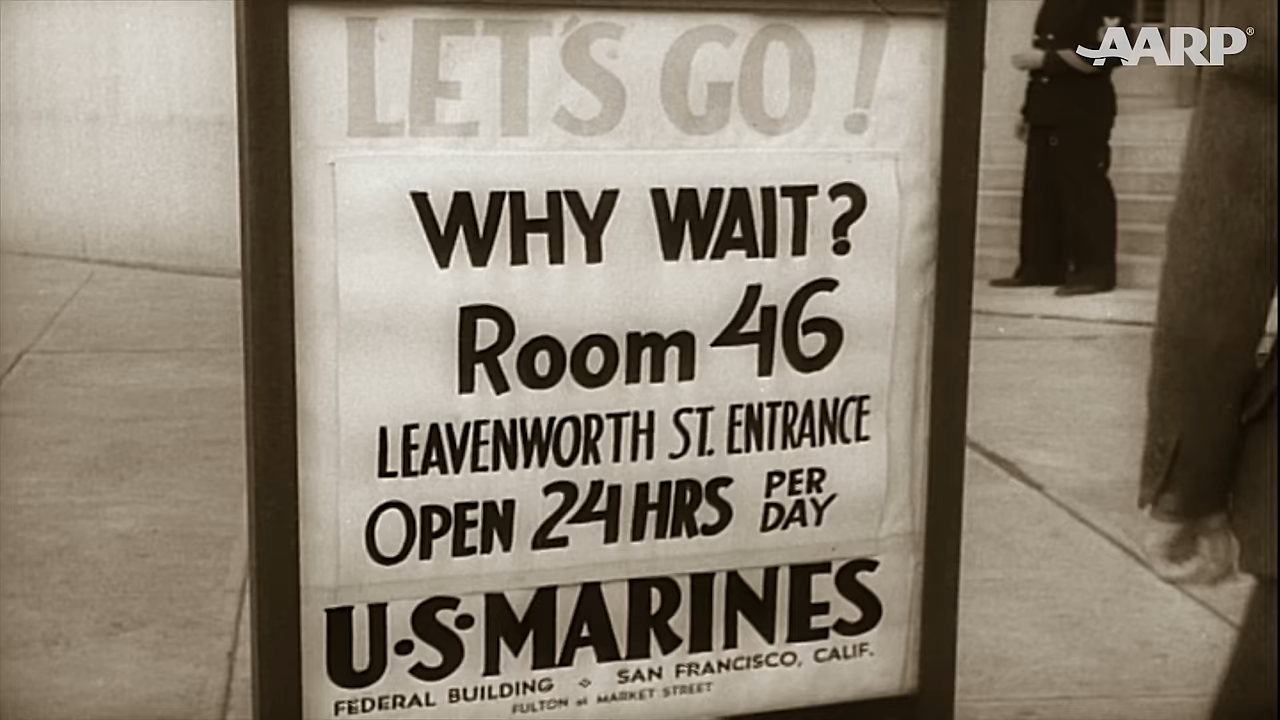 LET'S GO!
AARP®
WHY WAIT?
Room 46
LEAVENWORTH ST. ENTRANCE
OPEN 24 HRS PER DAY
U·S·MARINES
FEDERAL BUILDING ⋄ SAN FRANCISCO, CALIF.
FULTON at MARKET STREET